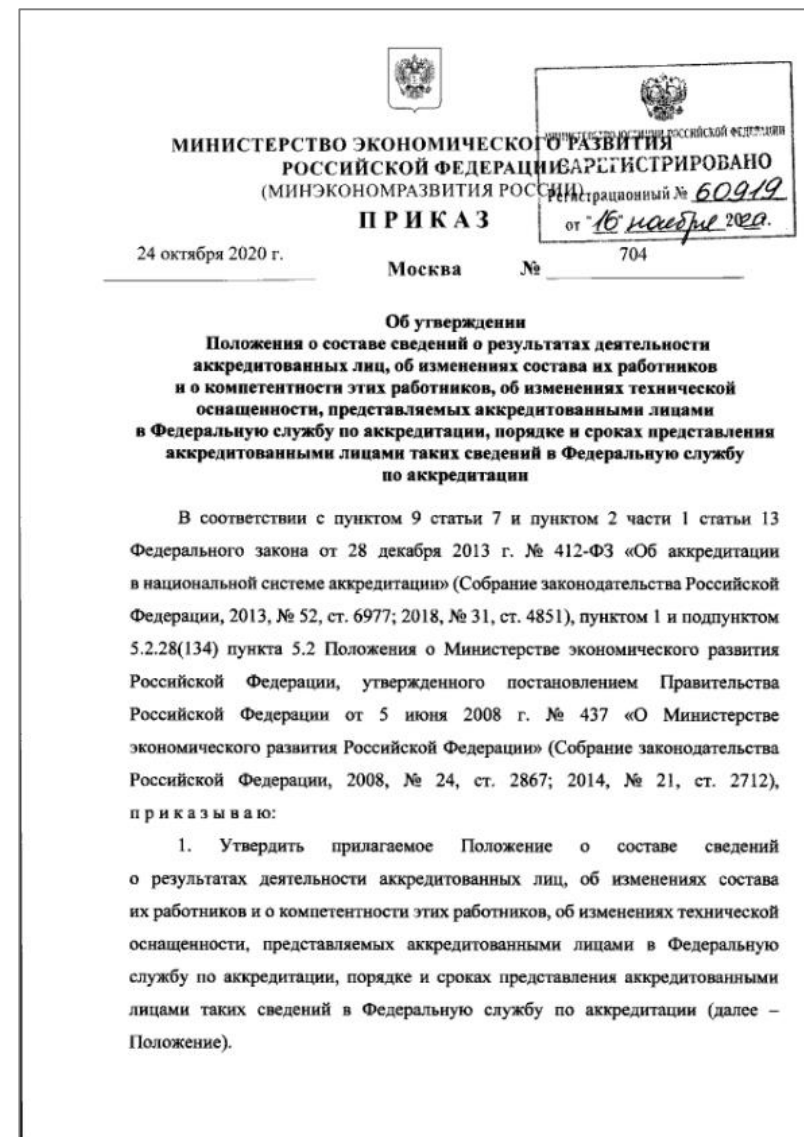 МИНИСТЕРСТВО ЭКОНОМИЧЕСКОГО РАЗВИТИЯ
РОССИЙСКОЙ ФЕДЕРАЦИИ
(МИНЭКОНОМРАЗВИТИЯ РОССИИ)
ПРИКАЗ
МИНИСТЕРСТВО ЮСТИЦИИ РОССИЙСКОЙ ФЕДЕРАЦИИ
ЗАРЕГИСТРИРОВАНО
Регистрационный № 60919
от "16" ноября 2020.
24 октября 2020 г.
Москва № 704
Об утверждении
Положения о составе сведений о результатах деятельности
аккредитованных лиц, об изменениях состава их работников
и о компетентности этих работников, об изменениях технической
оснащенности, представляемых аккредитованными лицами
в Федеральную службу по аккредитации, порядке и сроках представления
аккредитованными лицами таких сведений в Федеральную службу
по аккредитации
В соответствии с пунктом 9 статьи 7 и пунктом 2 части 1 статьи 13
Федерального закона от 28 декабря 2013 г. № 412-ФЗ «Об аккредитации
в национальной системе аккредитации» (Собрание законодательства Российской
Федерации, 2013, № 52, ст. 6977; 2018, № 31, ст. 4851), пунктом 1 и подпунктом
5.2.28(134) пункта 5.2 Положения о Министерстве экономического развития
Российской Федерации, утвержденного постановлением Правительства
Российской Федерации от 5 июня 2008 г. № 437 «О Министерстве
экономического развития Российской Федерации» (Собрание законодательства
Российской Федерации, 2008, № 24, ст. 2867; 2014, № 21, ст. 2712),
п р и к а з ы в а ю:
1. Утвердить прилагаемое Положение о составе сведений
о результатах деятельности аккредитованных лиц, об изменениях состава
их работников и о компетентности этих работников, об изменениях технической
оснащенности, представляемых аккредитованными лицами в Федеральную
службу по аккредитации, порядке и сроках представления аккредитованными
лицами таких сведений в Федеральную службу по аккредитации (далее –
Положение).